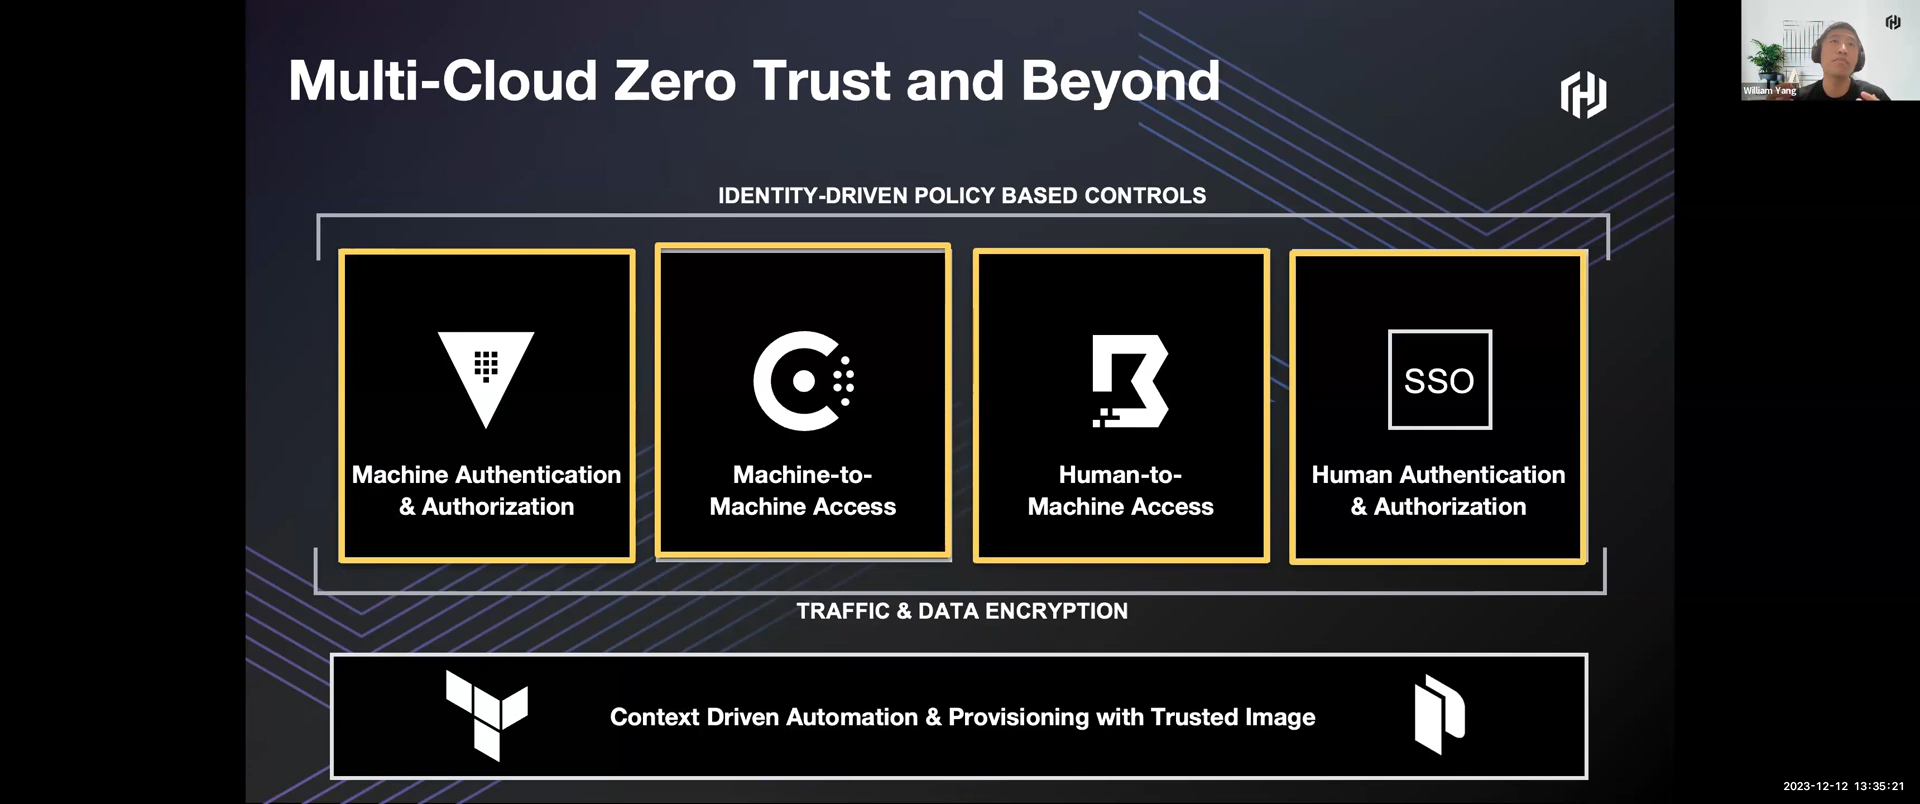 Multi-Cloud Zero Trust and Beyond
William Yang
IDENTITY-DRIVEN POLICY BASED CONTROLS
Machine Authentication
& Authorization
Machine-to-
Machine Access
Human-to-
Machine Access
SSO
Human Authentication
& Authorization
TRAFFIC & DATA ENCRYPTION
Context Driven Automation & Provisioning with Trusted Image
2023-12-12 13:35:21